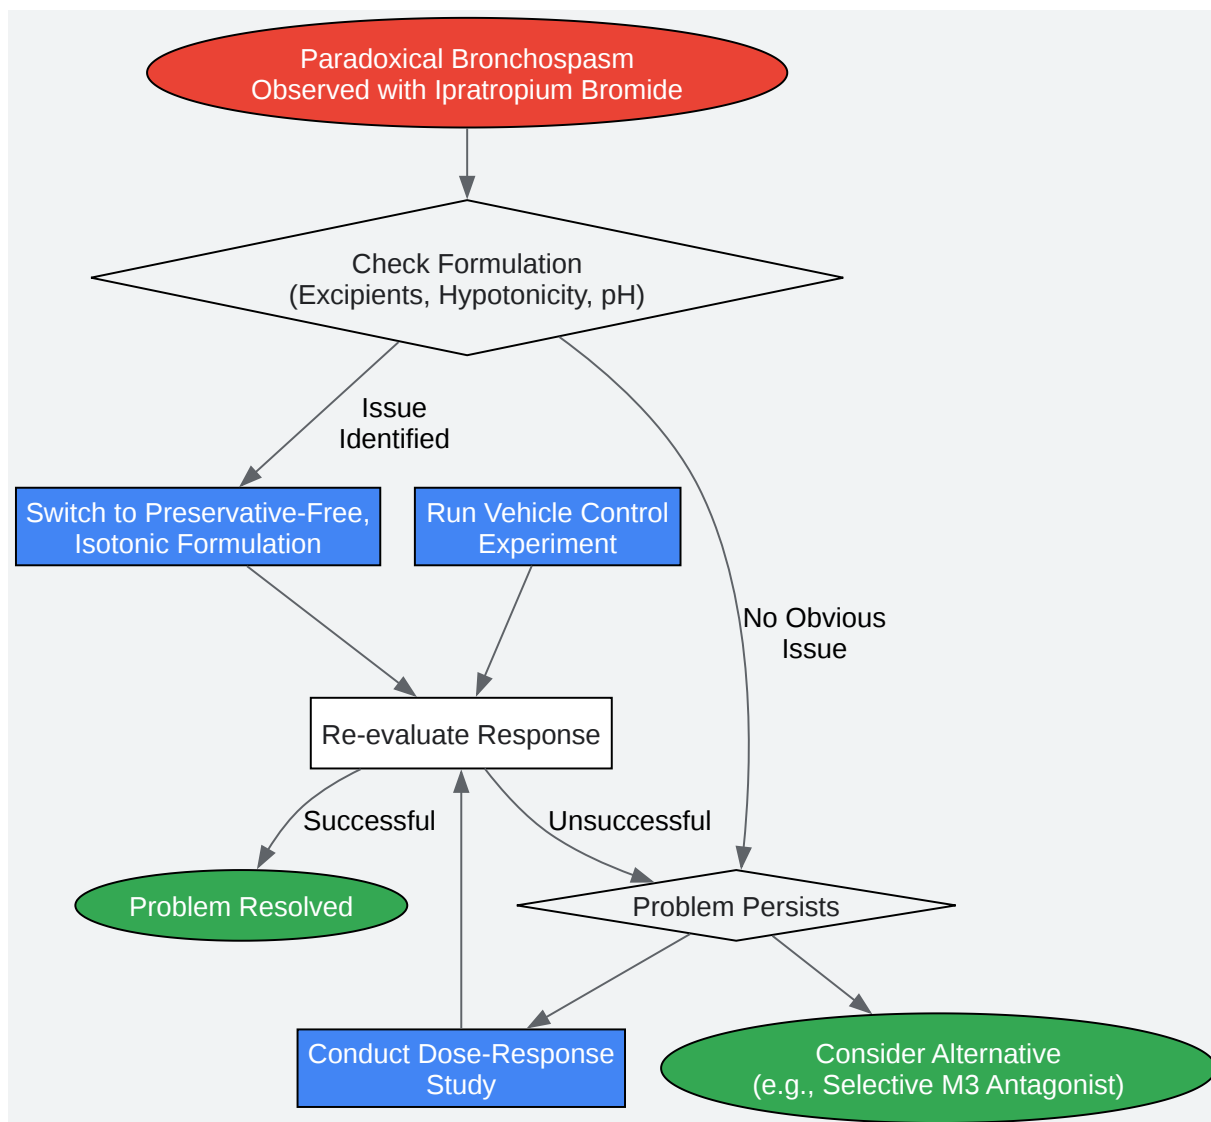 Paradoxical Bronchospasm
Observed with Ipratropium Bromide
Check Formulation
(Excipients, Hypotonicity, pH)
Issue
Identified
Switch to Preservative-Free,
Isotonic Formulation
Run Vehicle Control
Experiment
No Obvious
Issue
Re-evaluate Response
Successful
Unsuccessful
Problem Resolved
Problem Persists
Conduct Dose-Response
Study
Consider Alternative
(e.g., Selective M3 Antagonist)